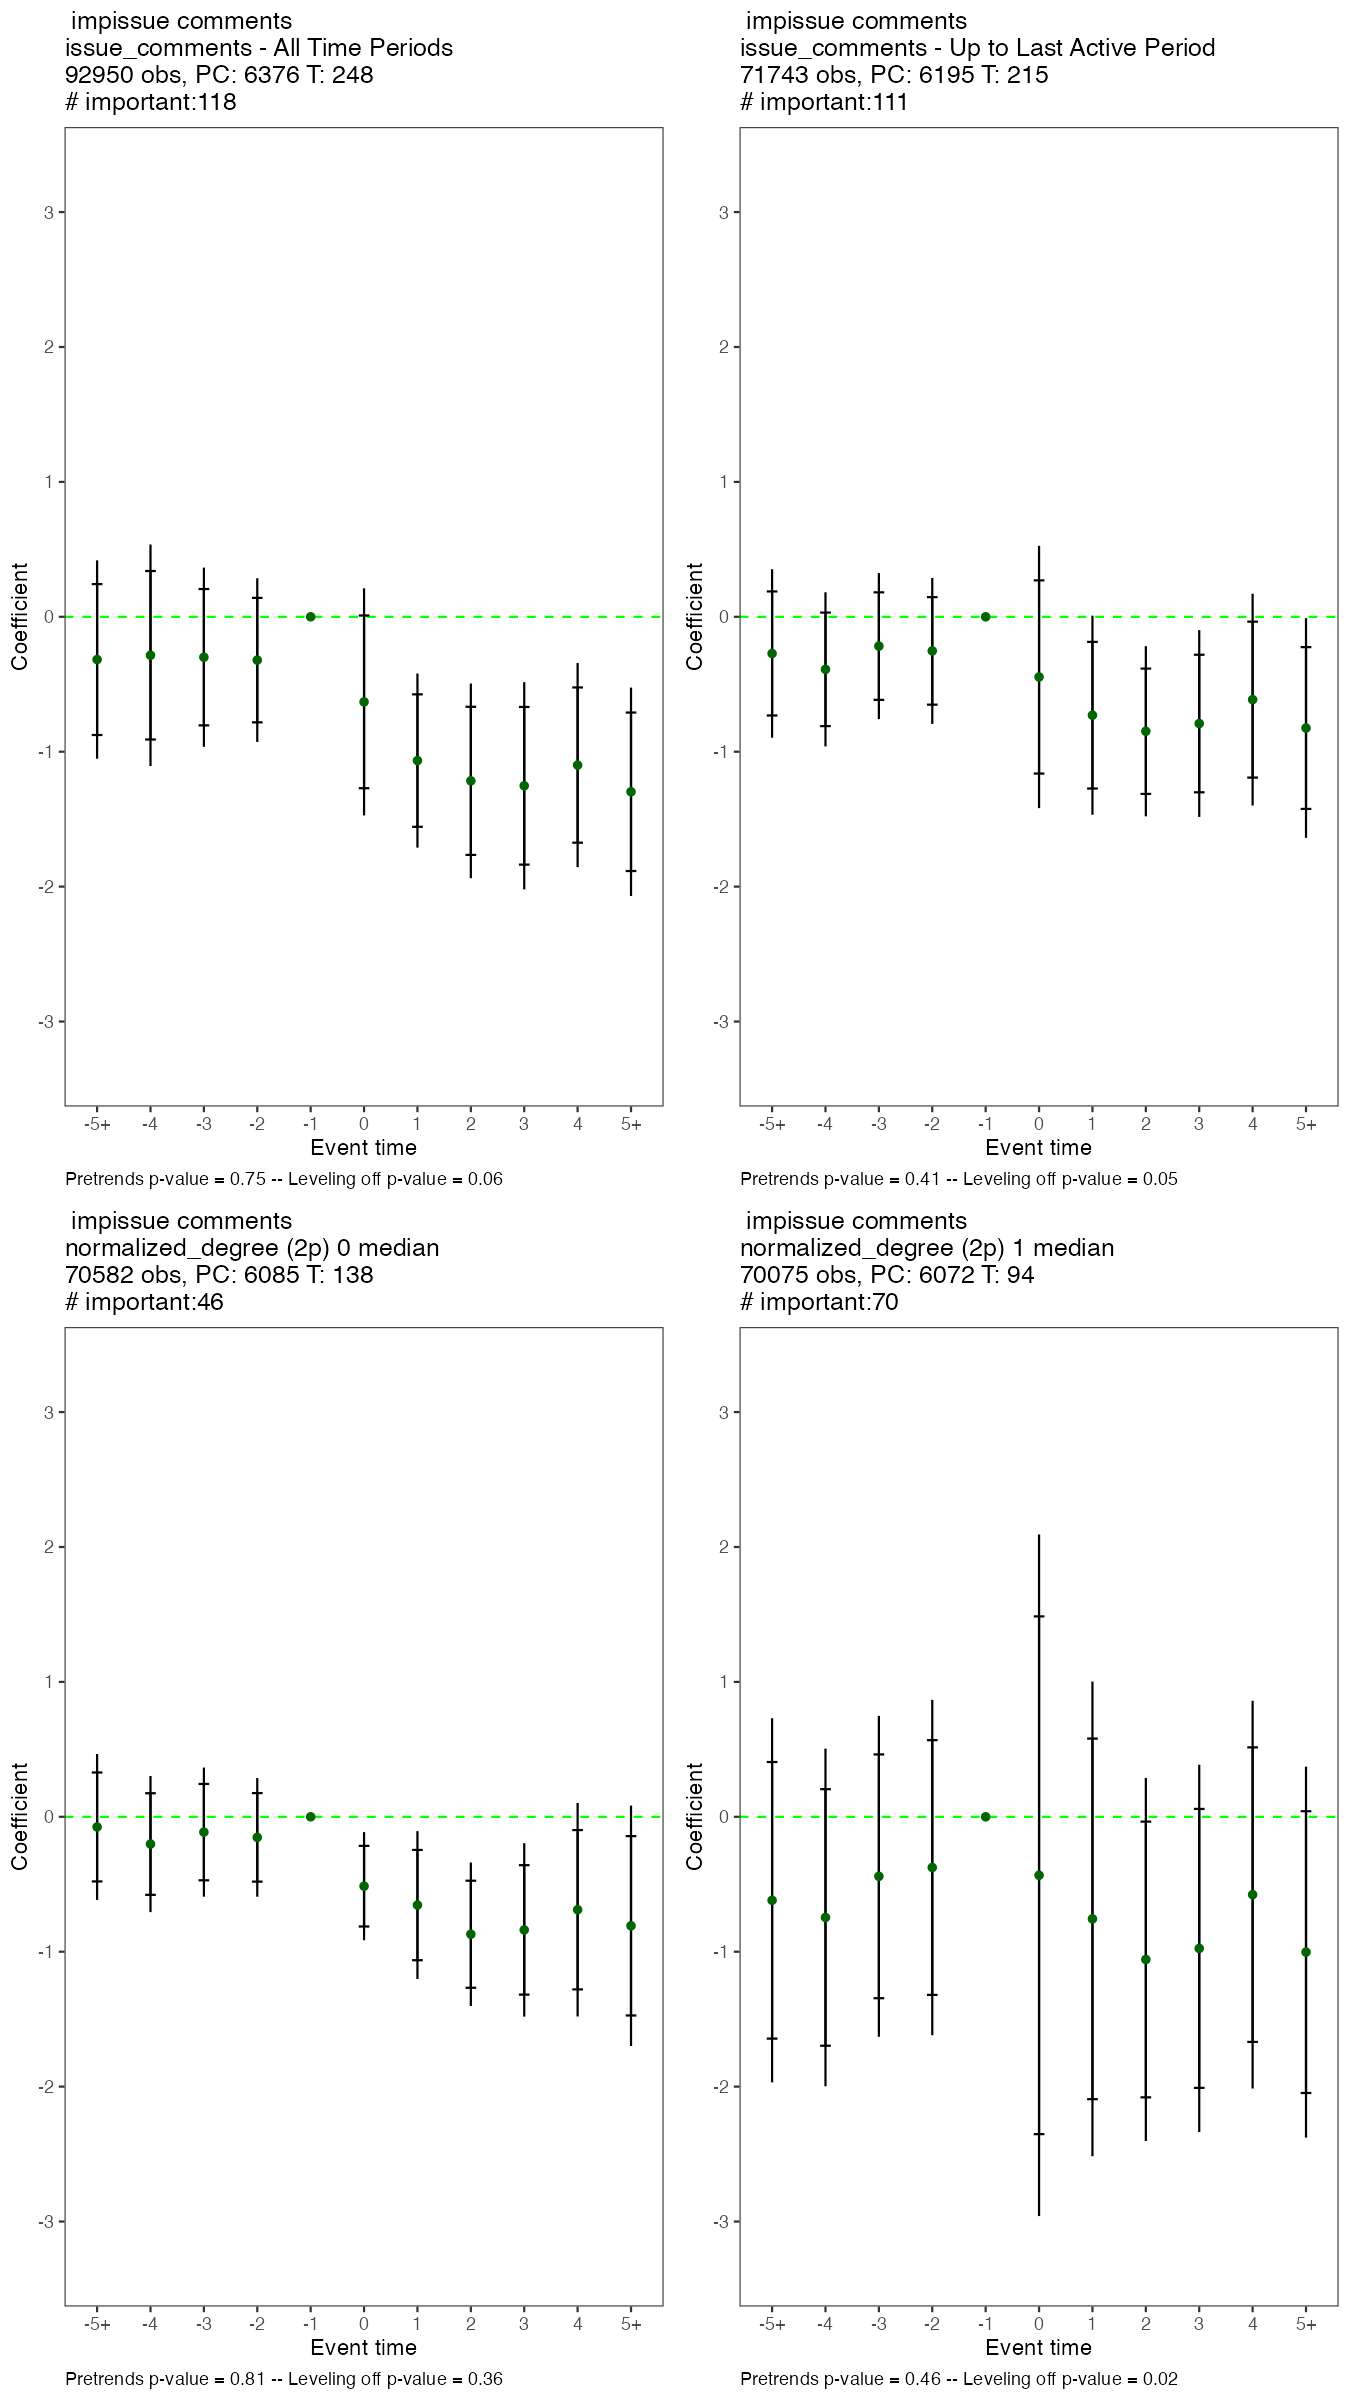 impissue comments
issue_comments - All Time Periods
92950 obs, PC: 6376 T: 248
# important:118
Coefficient
3
2
1
0
-1
-2
-3
-5+ -4 -3 -2 -1 0 1 2 3 4 5+
Event time
Pretrends p-value = 0.75 -- Leveling off p-value = 0.06
impissue comments
issue_comments - Up to Last Active Period
71743 obs, PC: 6195 T: 215
# important:111
Coefficient
3
2
1
0
-1
-2
-3
-5+ -4 -3 -2 -1 0 1 2 3 4 5+
Event time
Pretrends p-value = 0.41 -- Leveling off p-value = 0.05
impissue comments
normalized_degree (2p) 0 median
70582 obs, PC: 6085 T: 138
# important:46
Coefficient
3
2
1
0
-1
-2
-3
-5+ -4 -3 -2 -1 0 1 2 3 4 5+
Event time
Pretrends p-value = 0.81 -- Leveling off p-value = 0.36
impissue comments
normalized_degree (2p) 1 median
70075 obs, PC: 6072 T: 94
# important:70
Coefficient
3
2
1
0
-1
-2
-3
-5+ -4 -3 -2 -1 0 1 2 3 4 5+
Event time
Pretrends p-value = 0.46 -- Leveling off p-value = 0.02